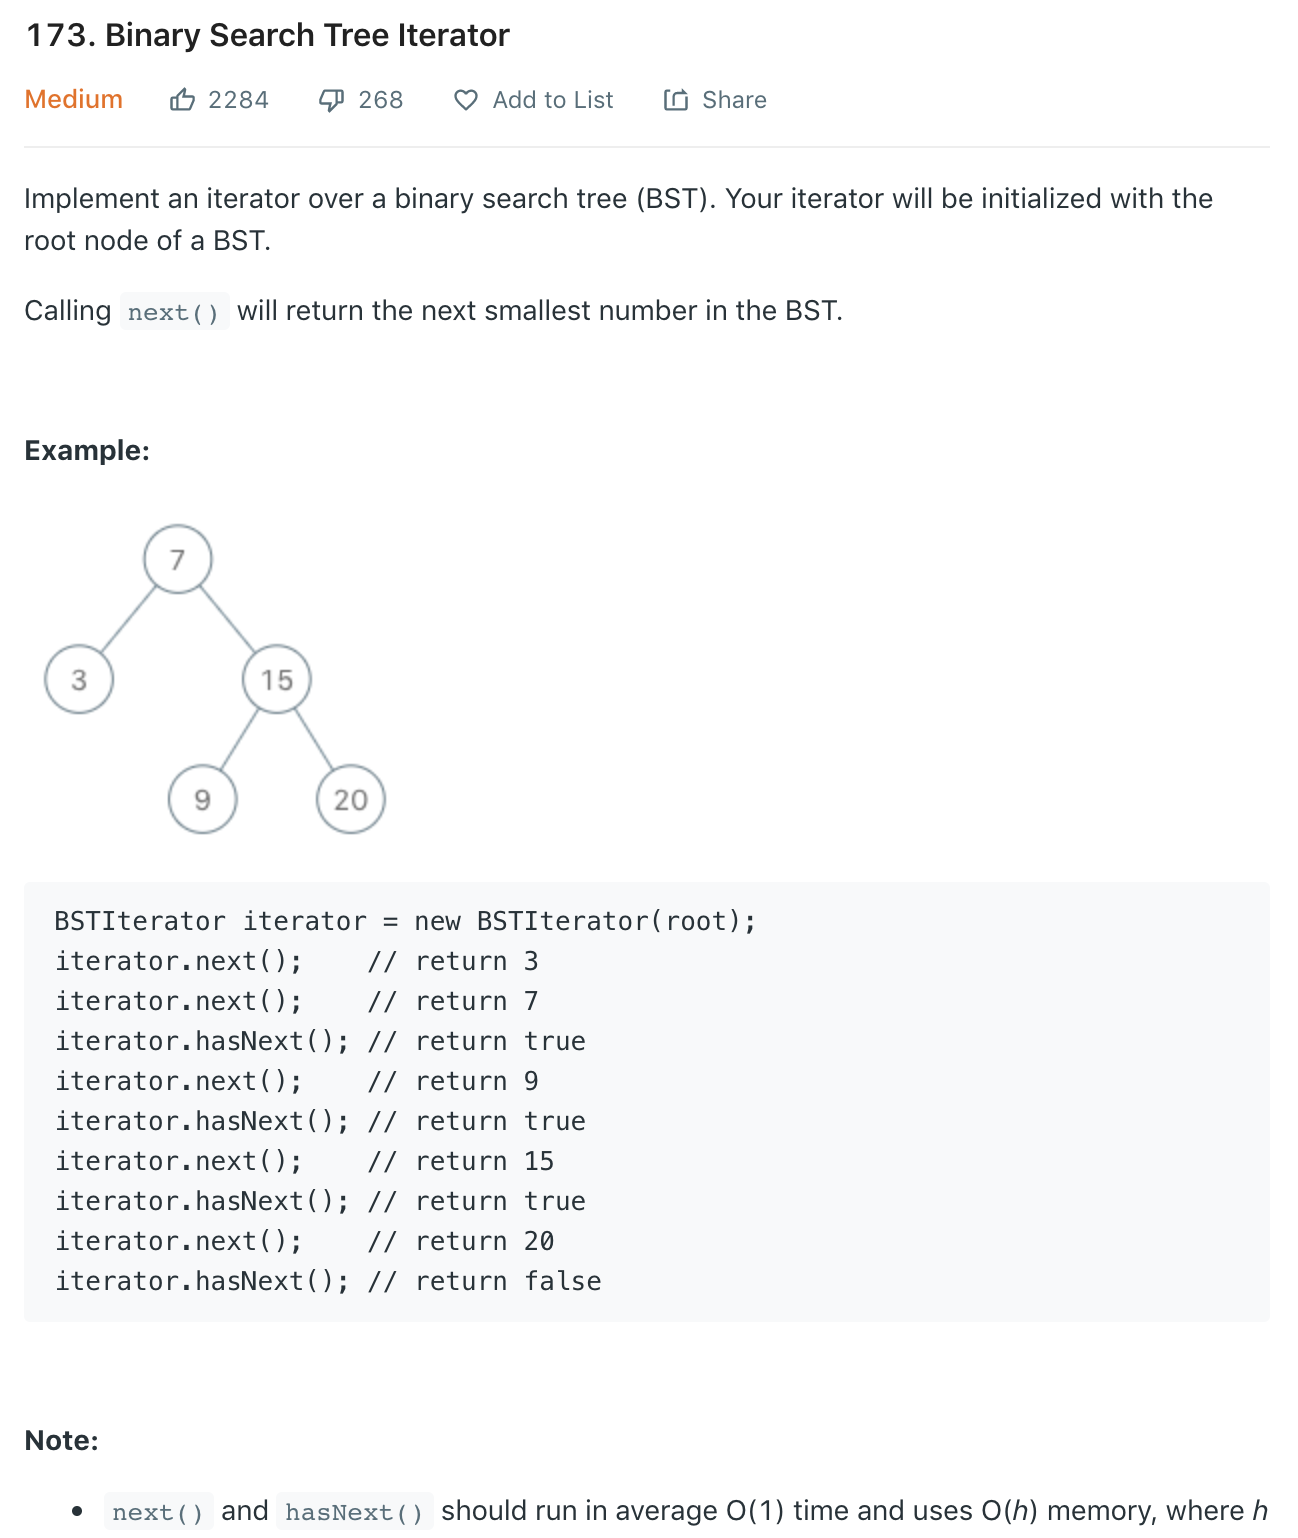 173. Binary Search Tree Iterator
Medium 2284 268 Add to List Share
Implement an iterator over a binary search tree (BST). Your iterator will be initialized with the
root node of a BST.
Calling next() will return the next smallest number in the BST.
Example:
7
3 15
9 20
BSTIterator iterator = new BSTIterator(root);
iterator.next();    // return 3
iterator.next();    // return 7
iterator.hasNext(); // return true
iterator.next();    // return 9
iterator.hasNext(); // return true
iterator.next();    // return 15
iterator.hasNext(); // return true
iterator.next();    // return 20
iterator.hasNext(); // return false
Note:
• next() and hasNext() should run in average O(1) time and uses O(h) memory, where h